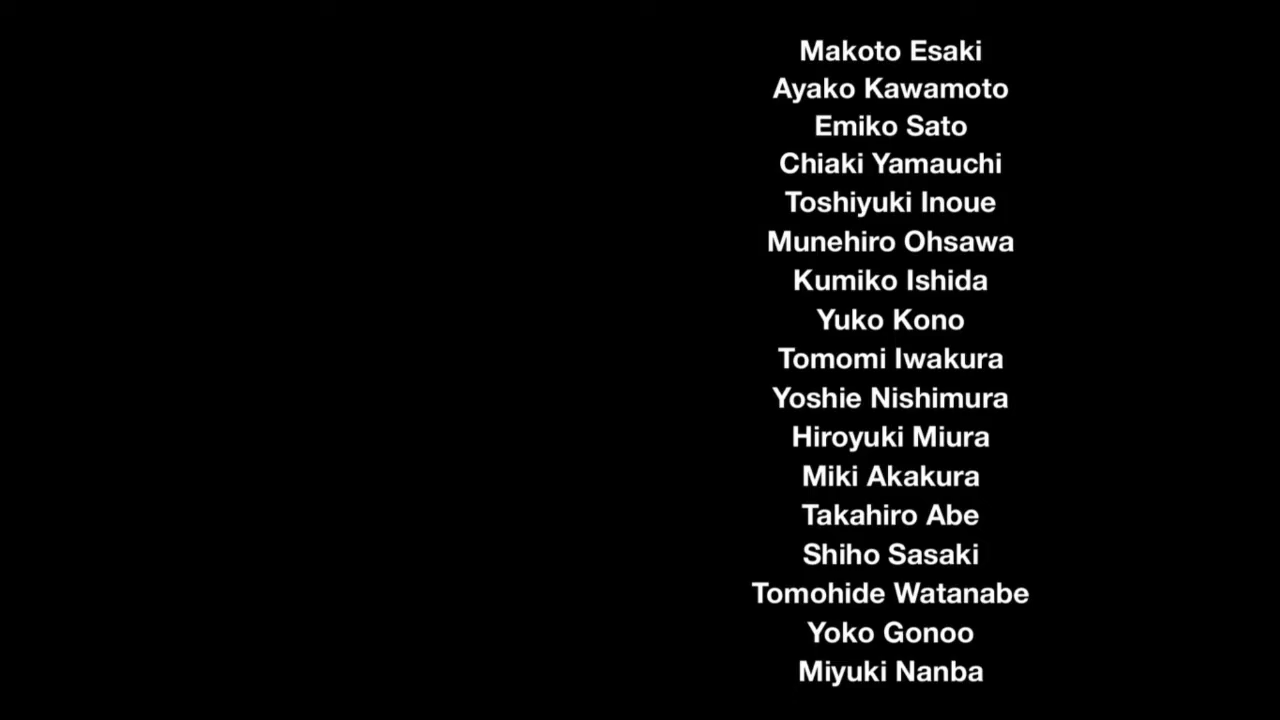 Makoto Esaki
Ayako Kawamoto
Emiko Sato
Chiaki Yamauchi
Toshiyuki Inoue
Munehiro Ohsawa
Kumiko Ishida
Yuko Kono
Tomomi Iwakura
Yoshie Nishimura
Hiroyuki Miura
Miki Akakura
Takahiro Abe
Shiho Sasaki
Tomohide Watanabe
Yoko Gonoo
Miyuki Nanba